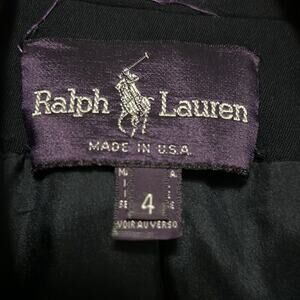 Ralph Lauren
MADE IN U.S.A.
4
VOIR AU VERSO